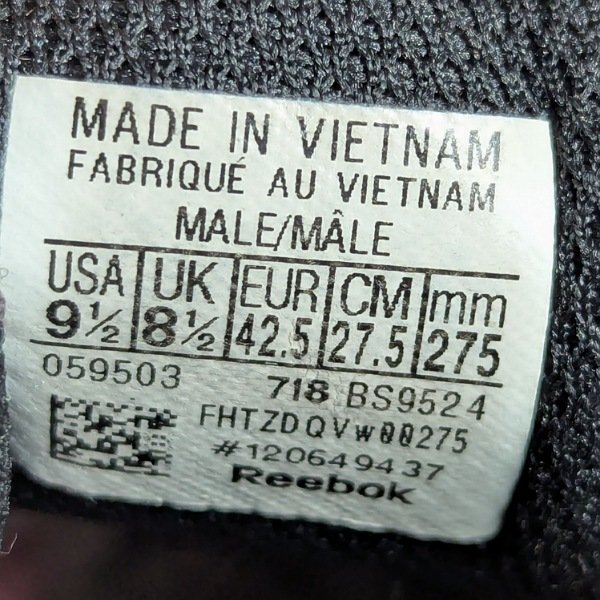 MADE IN VIETNAM
FABRIQUÉ AU VIETNAM
MALE/MÂLE
USA UK EUR CM mm
9½ 8½ 42.5 27.5 275
059503 718 BS9524
FHTZDQVW00275
#120649437
Reebok